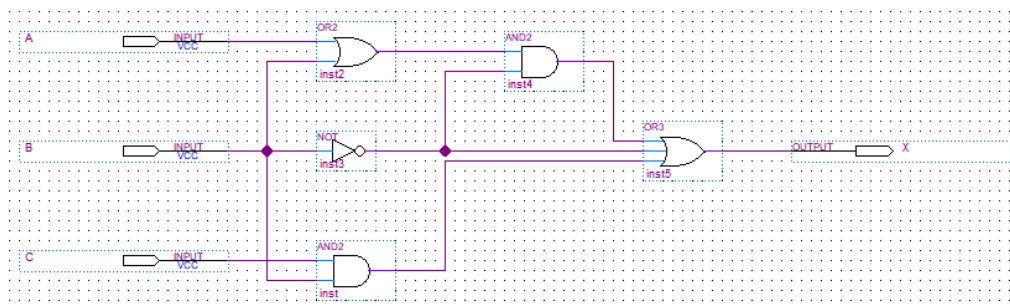 OR2
A
INPUT
VCC
AND2
inst2
inst4
OR3
NOT
B
INPUT
VCC
OUTPUT
X
inst3
inst5
AND2
C
INPUT
VCC
inst